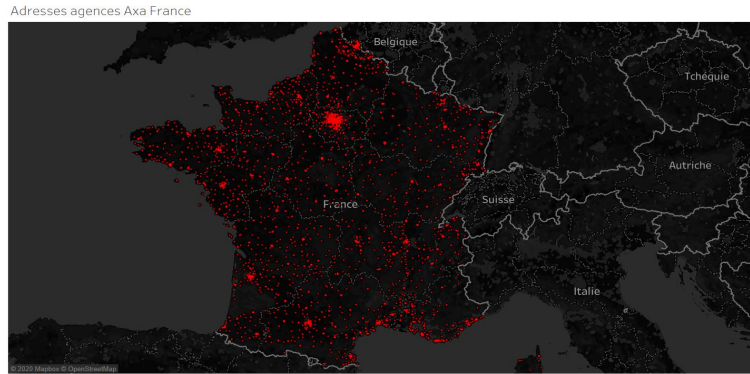 Adresses agences Axa France
Belgique
Tchéquie
Autriche
Suisse
France
Italie
© 2020 Mapbox © OpenStreetMap